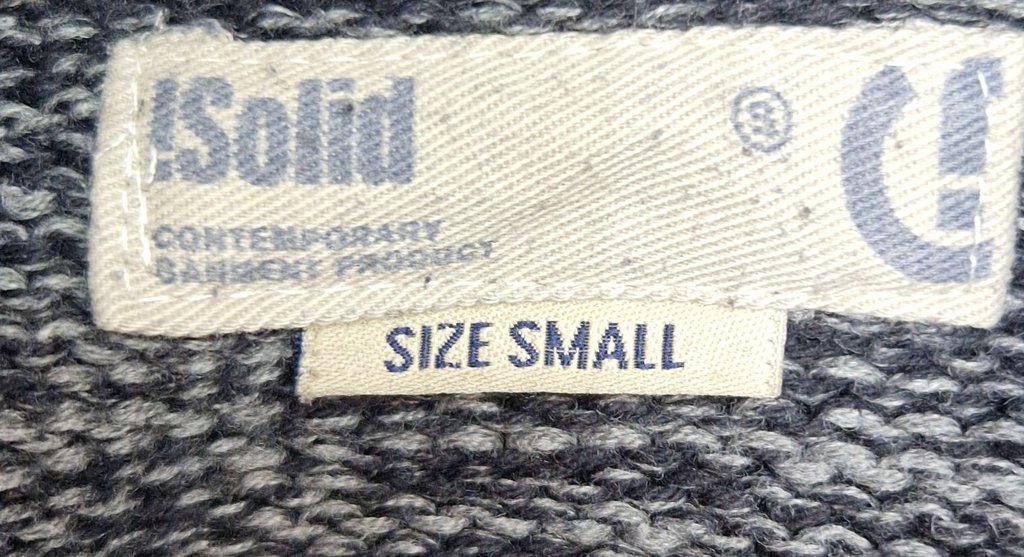 !Solid
®
CONTEMPORARY
GARMENT PRODUCT
SIZE SMALL